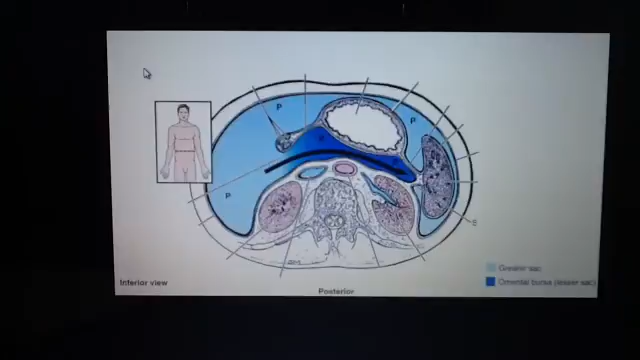 P
P
P
Greater sac
Omental bursa (lesser sac)
Inferior view
Posterior